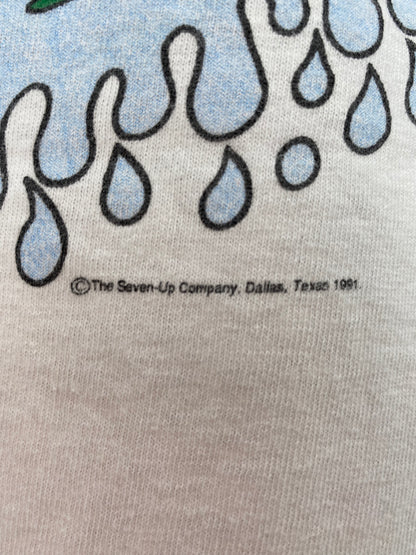 ©The Seven-Up Company, Dallas, Texas 1991.